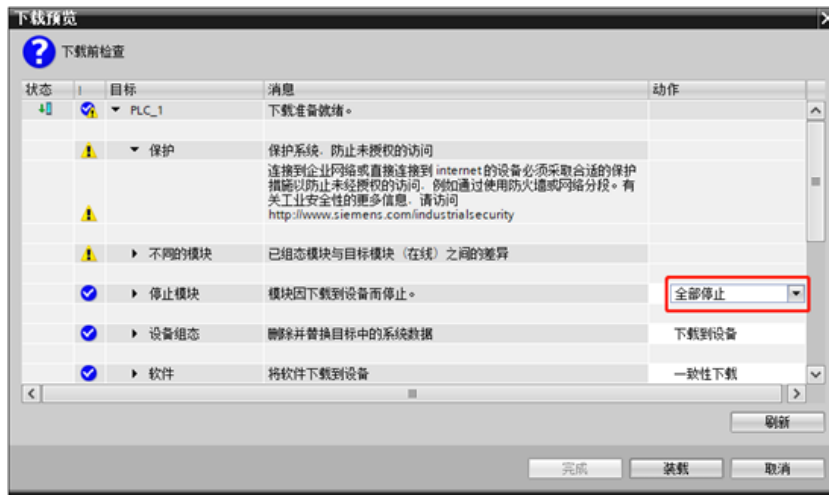 下载预览
下载前检查
状态 ! 目标 消息 动作
PLC_1 下载准备就绪。
保护 保护系统，防止未授权的访问
连接到企业网络或直接连接到 internet 的设备必须采取合适的保护
措施以防止未经授权的访问，例如通过使用防火墙或网络分段。有
关工业安全性的更多信息，请访问
http://www.siemens.com/industrialsecurity
不同的模块 已组态模块与目标模块（在线）之间的差异
停止模块 模块因下载到设备而停止。 全部停止
设备组态 删除并替换目标中的系统数据 下载到设备
软件 将软件下载到设备 一致性下载
刷新
完成 装载 取消